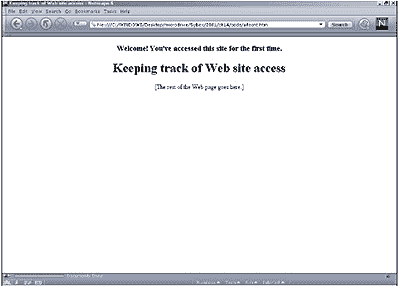 Keeping track of Web site access - Netscape 6
File Edit View Search Go Bookmarks Tasks Help
Search
N
Welcome! You've accessed this site for the first time.
Keeping track of Web site access
[The rest of the Web page goes here.]
Document: Done